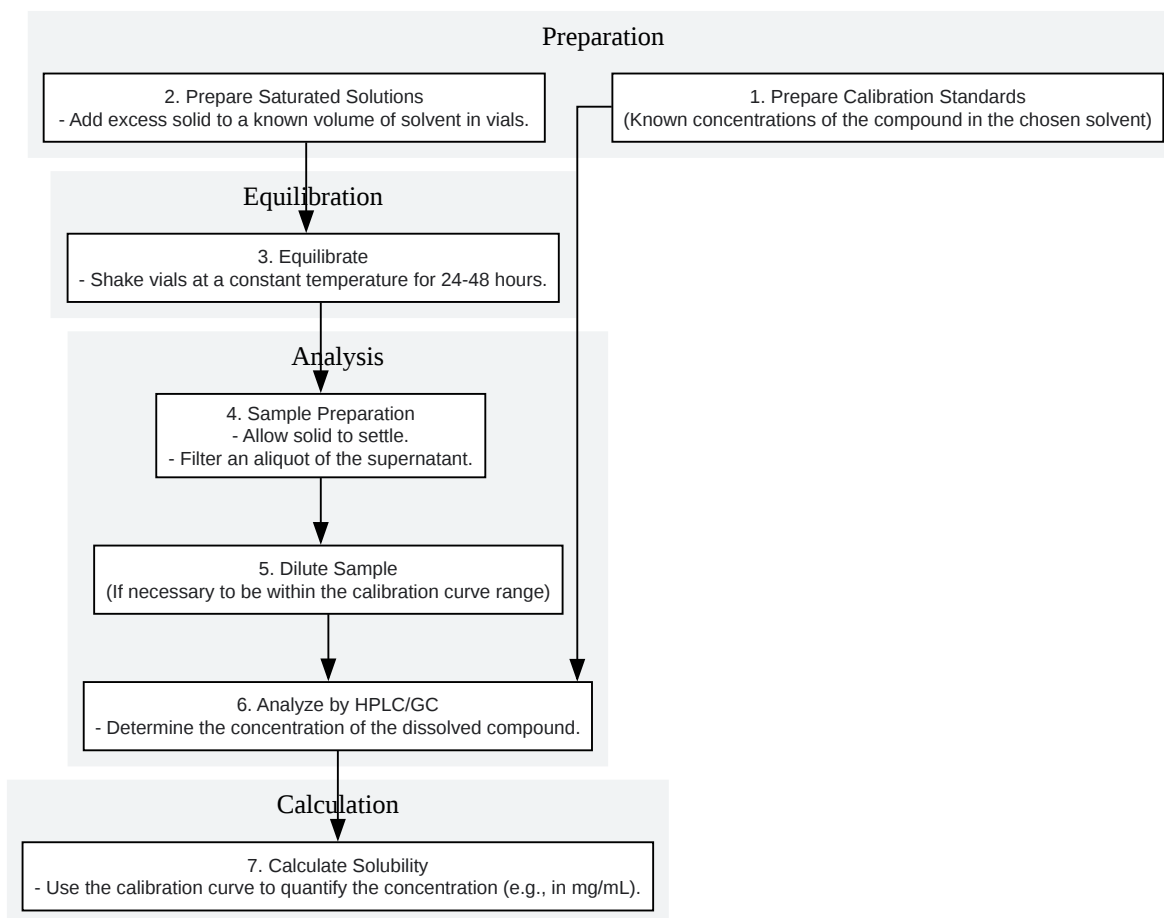 Preparation
2. Prepare Saturated Solutions
- Add excess solid to a known volume of solvent in vials.
1. Prepare Calibration Standards
(Known concentrations of the compound in the chosen solvent)
Equilibration
3. Equilibrate
- Shake vials at a constant temperature for 24-48 hours.
Analysis
4. Sample Preparation
- Allow solid to settle.
- Filter an aliquot of the supernatant.
5. Dilute Sample
(If necessary to be within the calibration curve range)
6. Analyze by HPLC/GC
- Determine the concentration of the dissolved compound.
Calculation
7. Calculate Solubility
- Use the calibration curve to quantify the concentration (e.g., in mg/mL).